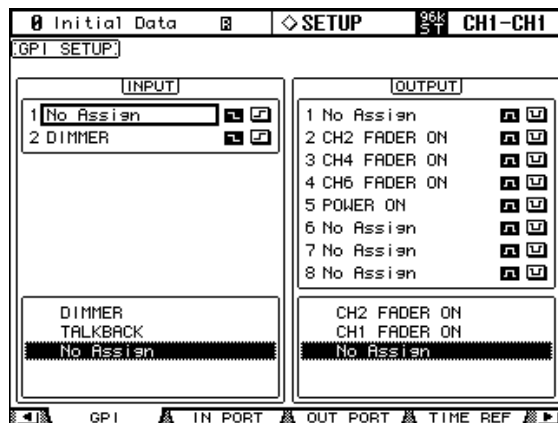 0 Initial Data SETUP 96k ST CH1-CH1
GPI SETUP
INPUT
1 No Assign
2 DIMMER
DIMMER
TALKBACK
No Assign
OUTPUT
1 No Assign
2 CH2 FADER ON
3 CH4 FADER ON
4 CH6 FADER ON
5 POWER ON
6 No Assign
7 No Assign
8 No Assign
CH2 FADER ON
CH1 FADER ON
No Assign
GPI IN PORT OUT PORT TIME REF